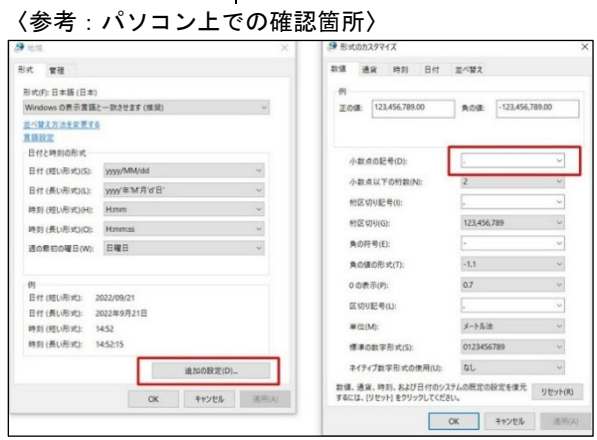 〈参考：パソコン上での確認箇所〉
地域
形式 管理
形式(F): 日本語 (日本)
Windows の表示言語と一致させます (推奨)
並べ替え方法を変更する
言語設定
日付と時刻の形式
日付 (短い形式)(S): yyyy/MM/dd
日付 (長い形式)(L): yyyy'年'M'月'd'日'
時刻 (短い形式)(H): H:mm
時刻 (長い形式)(O): H:mm:ss
週の最初の曜日(W): 日曜日
例
日付 (短い形式): 2022/09/21
日付 (長い形式): 2022年9月21日
時刻 (短い形式): 14:52
時刻 (長い形式): 14:52:15
追加の設定(D)...
OK キャンセル 適用(A)
形式のカスタマイズ
数値 通貨 時刻 日付 並べ替え
例
正の値: 123,456,789.00 負の値: -123,456,789.00
小数点の記号(D): .
小数点以下の桁数(N): 2
桁区切り記号(I): ,
桁区切り(G): 123,456,789
負の符号(E): -
負の値の形式(T): -1.1
0 の表示(P): 0.7
区切り記号(L): ,
単位(M): メートル法
標準の数字形式(S): 0123456789
ネイティブ数字形式の使用(U): なし
数値、通貨、時刻、および日付のシステムの既定の設定を復元
するには、[リセット] をクリックしてください。 リセット(R)
OK キャンセル 適用(A)